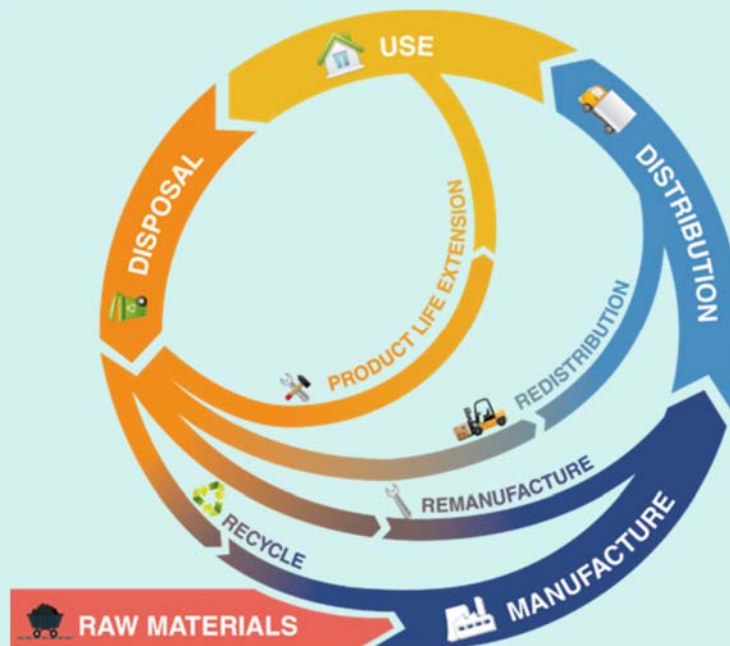 USE
DISPOSAL
DISTRIBUTION
PRODUCT LIFE EXTENSION
REDISTRIBUTION
REMANUFACTURE
RECYCLE
MANUFACTURE
RAW MATERIALS